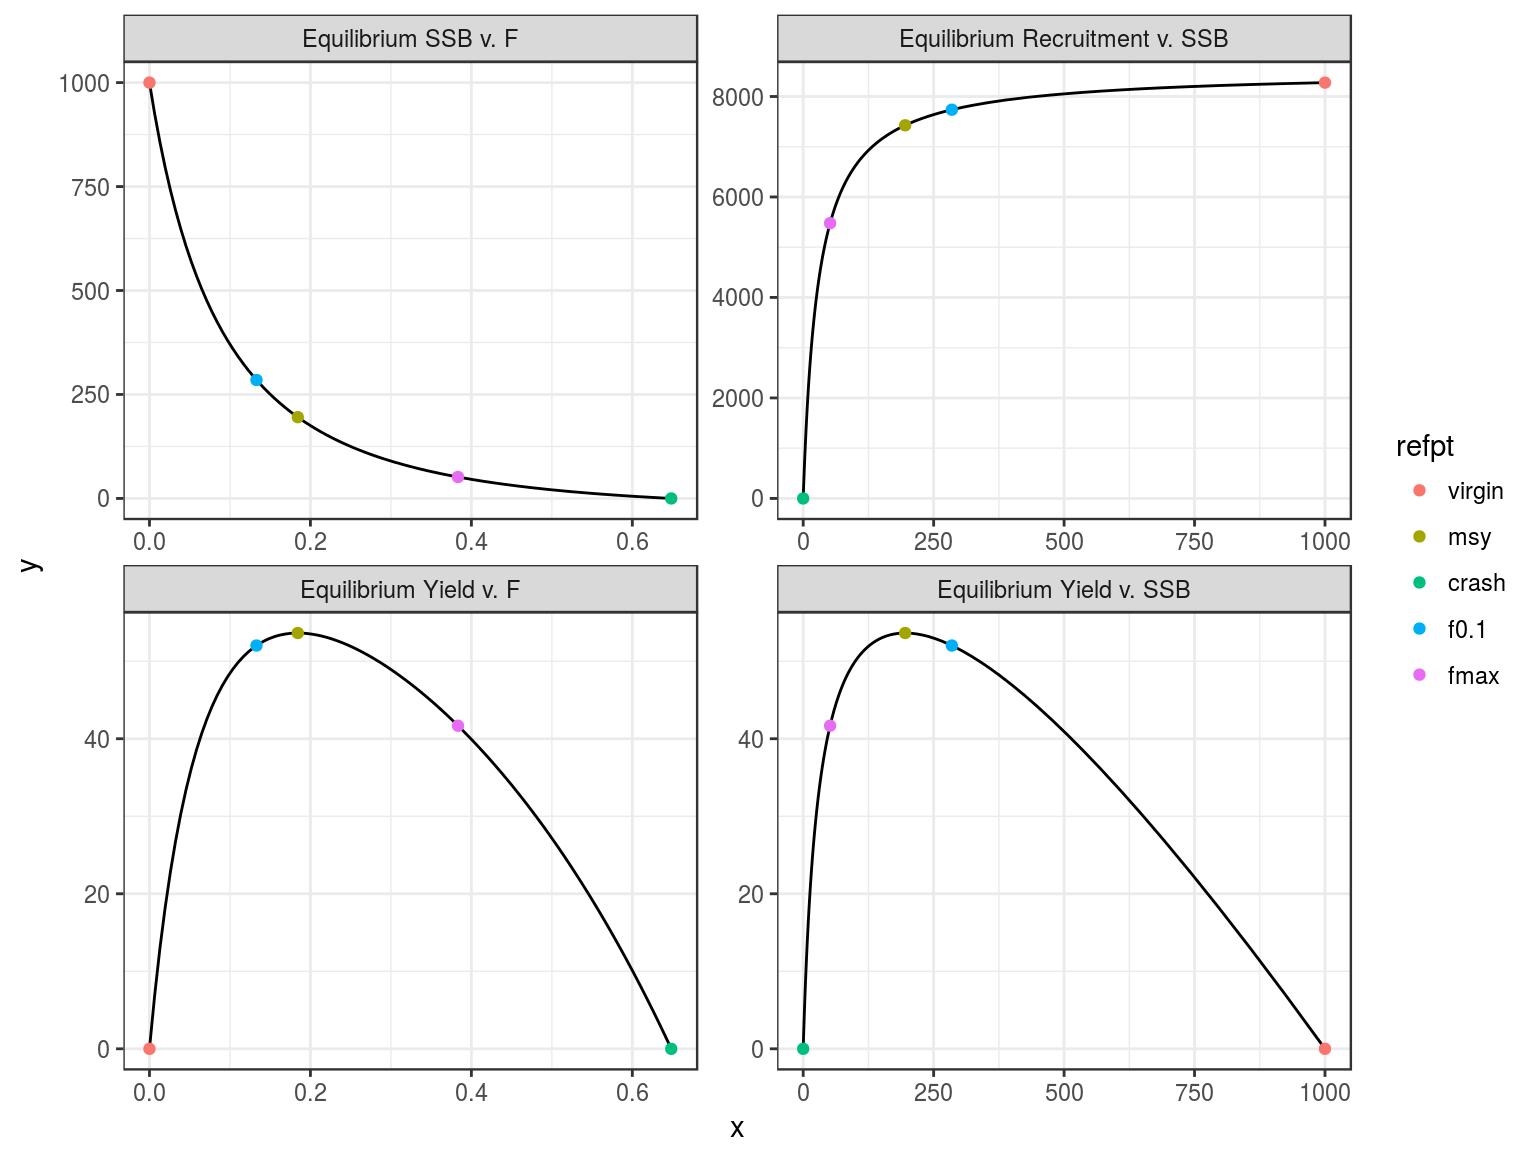 Equilibrium SSB v. F
1000
750
500
250
0
0.0 0.2 0.4 0.6
Equilibrium Recruitment v. SSB
8000
6000
4000
2000
0
0 250 500 750 1000
Equilibrium Yield v. F
40
20
0
0.0 0.2 0.4 0.6
Equilibrium Yield v. SSB
40
20
0
0 250 500 750 1000
y
x
refpt
virgin
msy
crash
f0.1
fmax